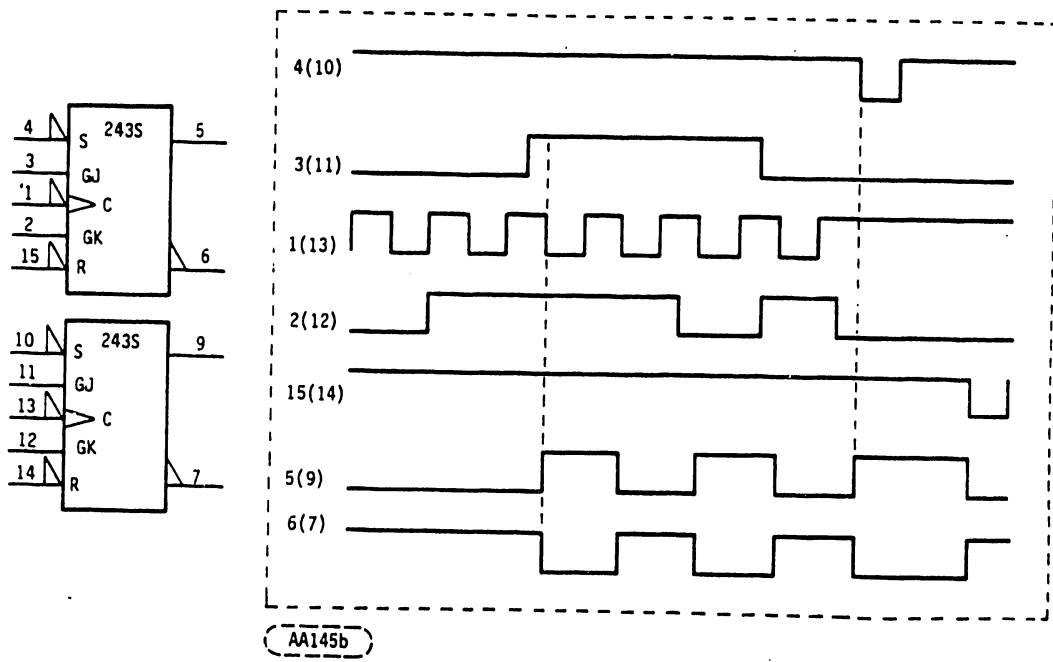 4 S 243S 5
3 GJ
'1 C
2 GK
15 R 6
10 S 243S 9
11 GJ
13 C
12 GK
14 R 7
4(10)
3(11)
1(13)
2(12)
15(14)
5(9)
6(7)
AA145b